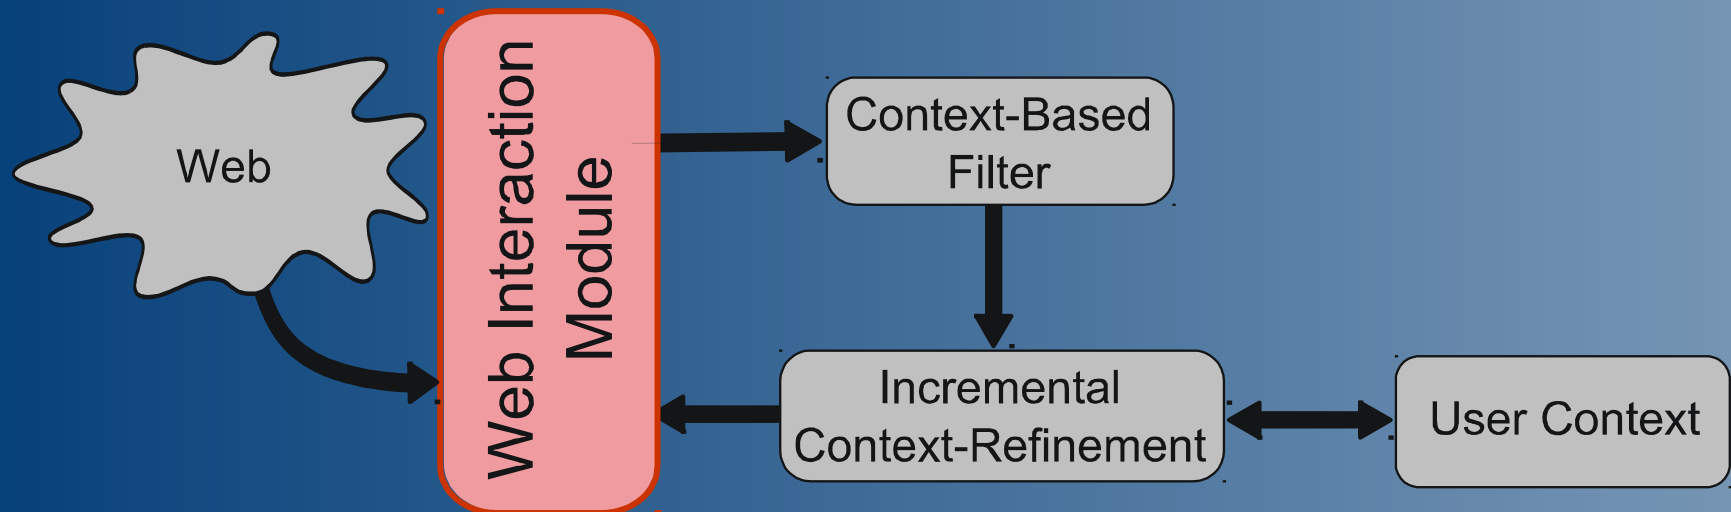 Web
Web Interaction
Module
Context-Based
Filter
Incremental
Context-Refinement
User Context